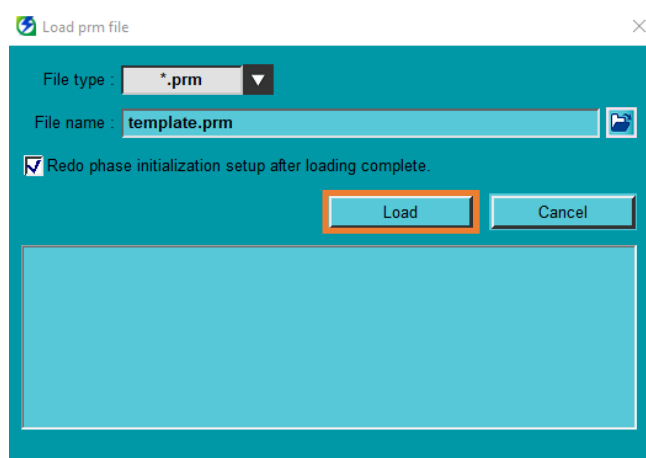 Load prm file
File type : *.prm
File name : template.prm
Redo phase initialization setup after loading complete.
Load Cancel